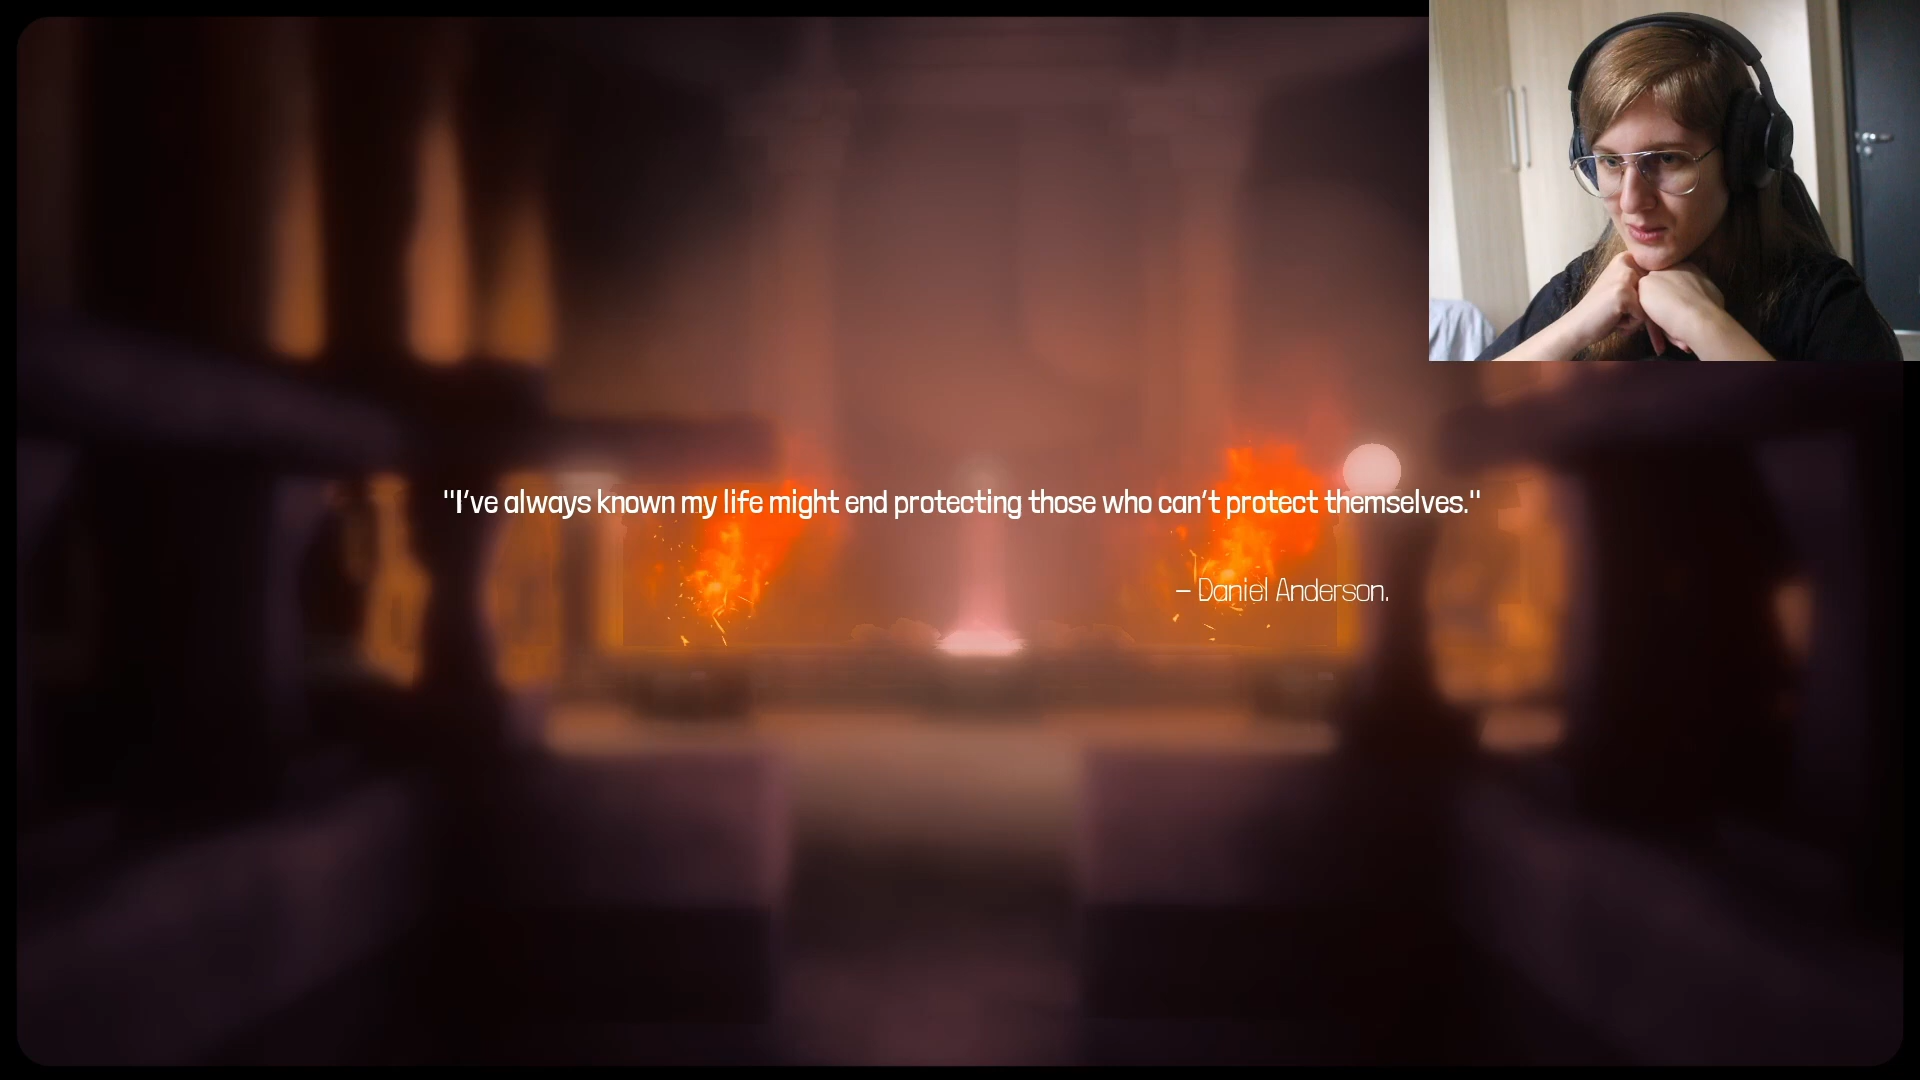 "I've always known my life might end protecting those who can't protect themselves."
– Daniel Anderson.